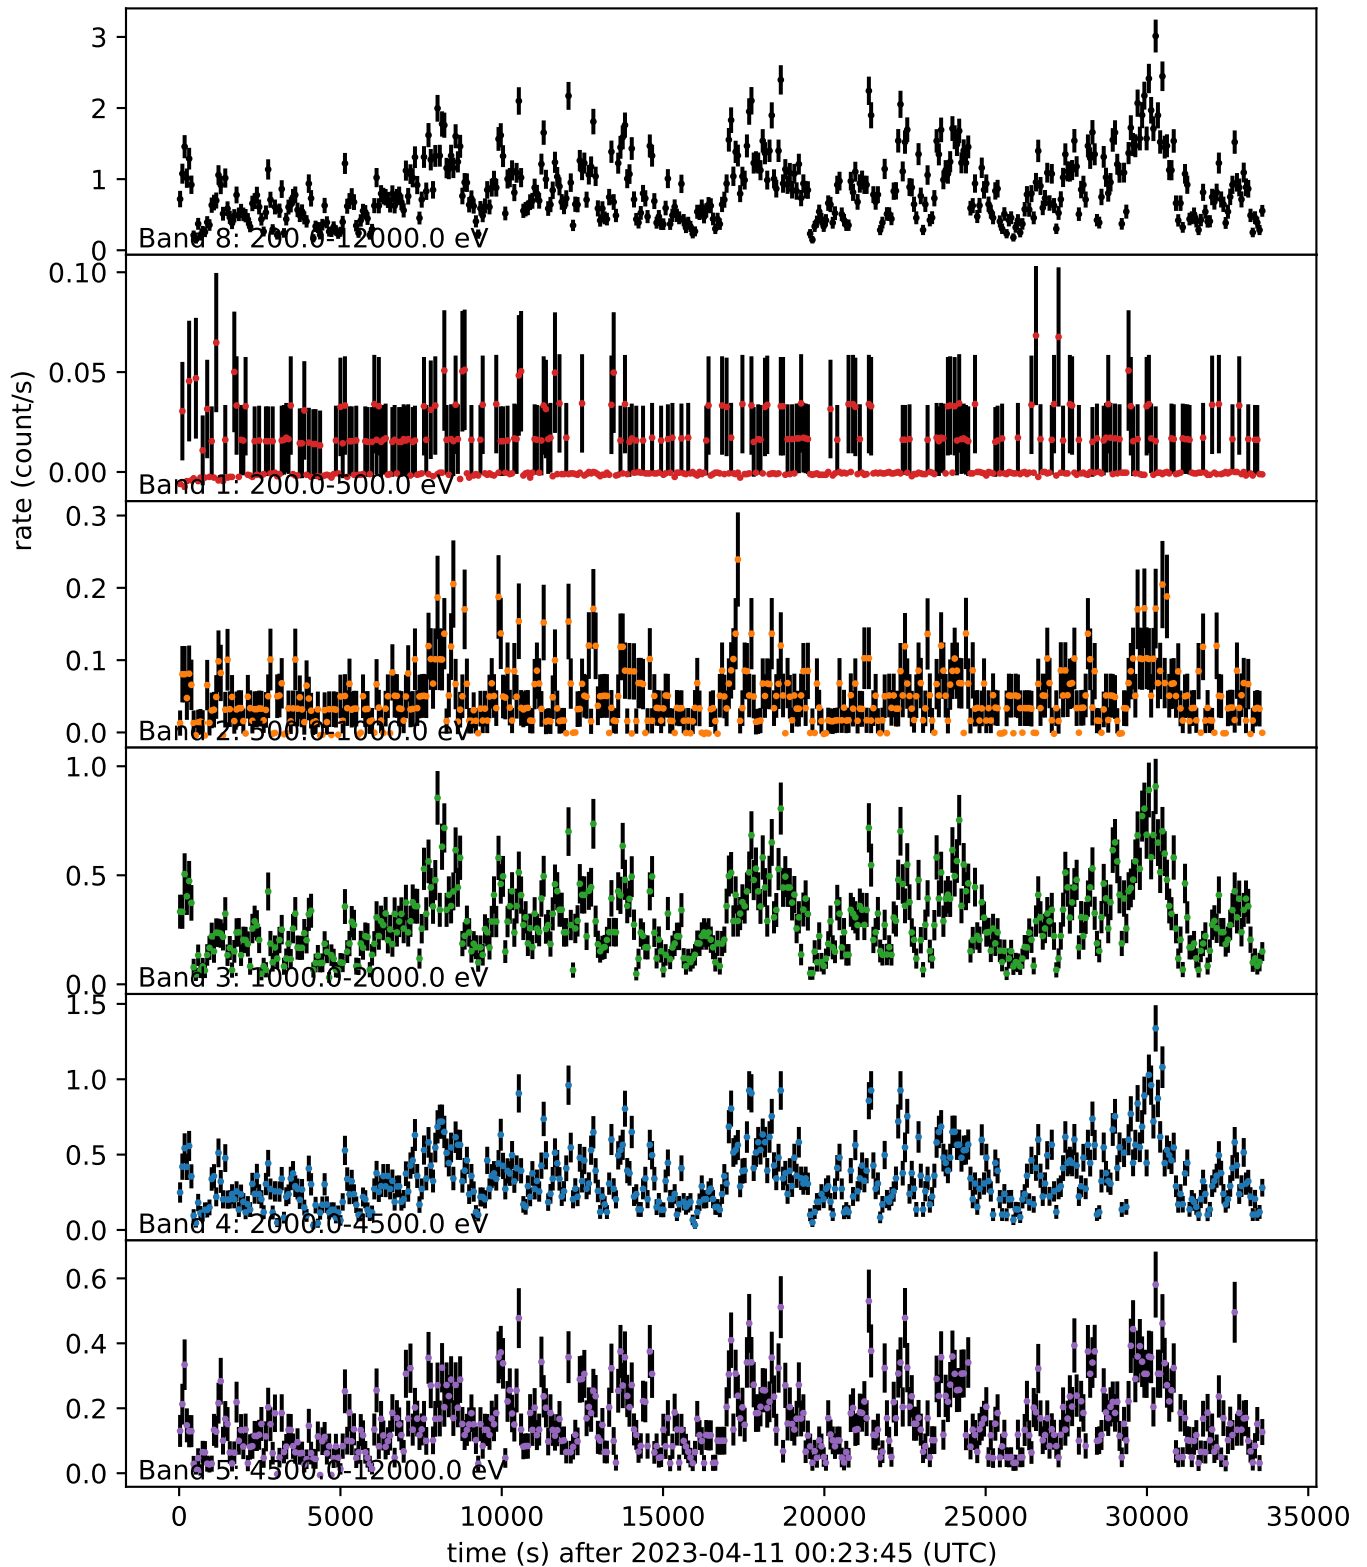 3
2
1
0
Band 8: 200.0-12000.0 eV
0.10
0.05
0.00
Band 1: 200.0-500.0 eV
rate (count/s)
0.3
0.2
0.1
0.0
Band 2: 500.0-1000.0 eV
1.0
0.5
0.0
Band 3: 1000.0-2000.0 eV
1.5
1.0
0.5
0.0
Band 4: 2000.0-4500.0 eV
0.6
0.4
0.2
0.0
Band 5: 4500.0-12000.0 eV
0 5000 10000 15000 20000 25000 30000 35000
time (s) after 2023-04-11 00:23:45 (UTC)